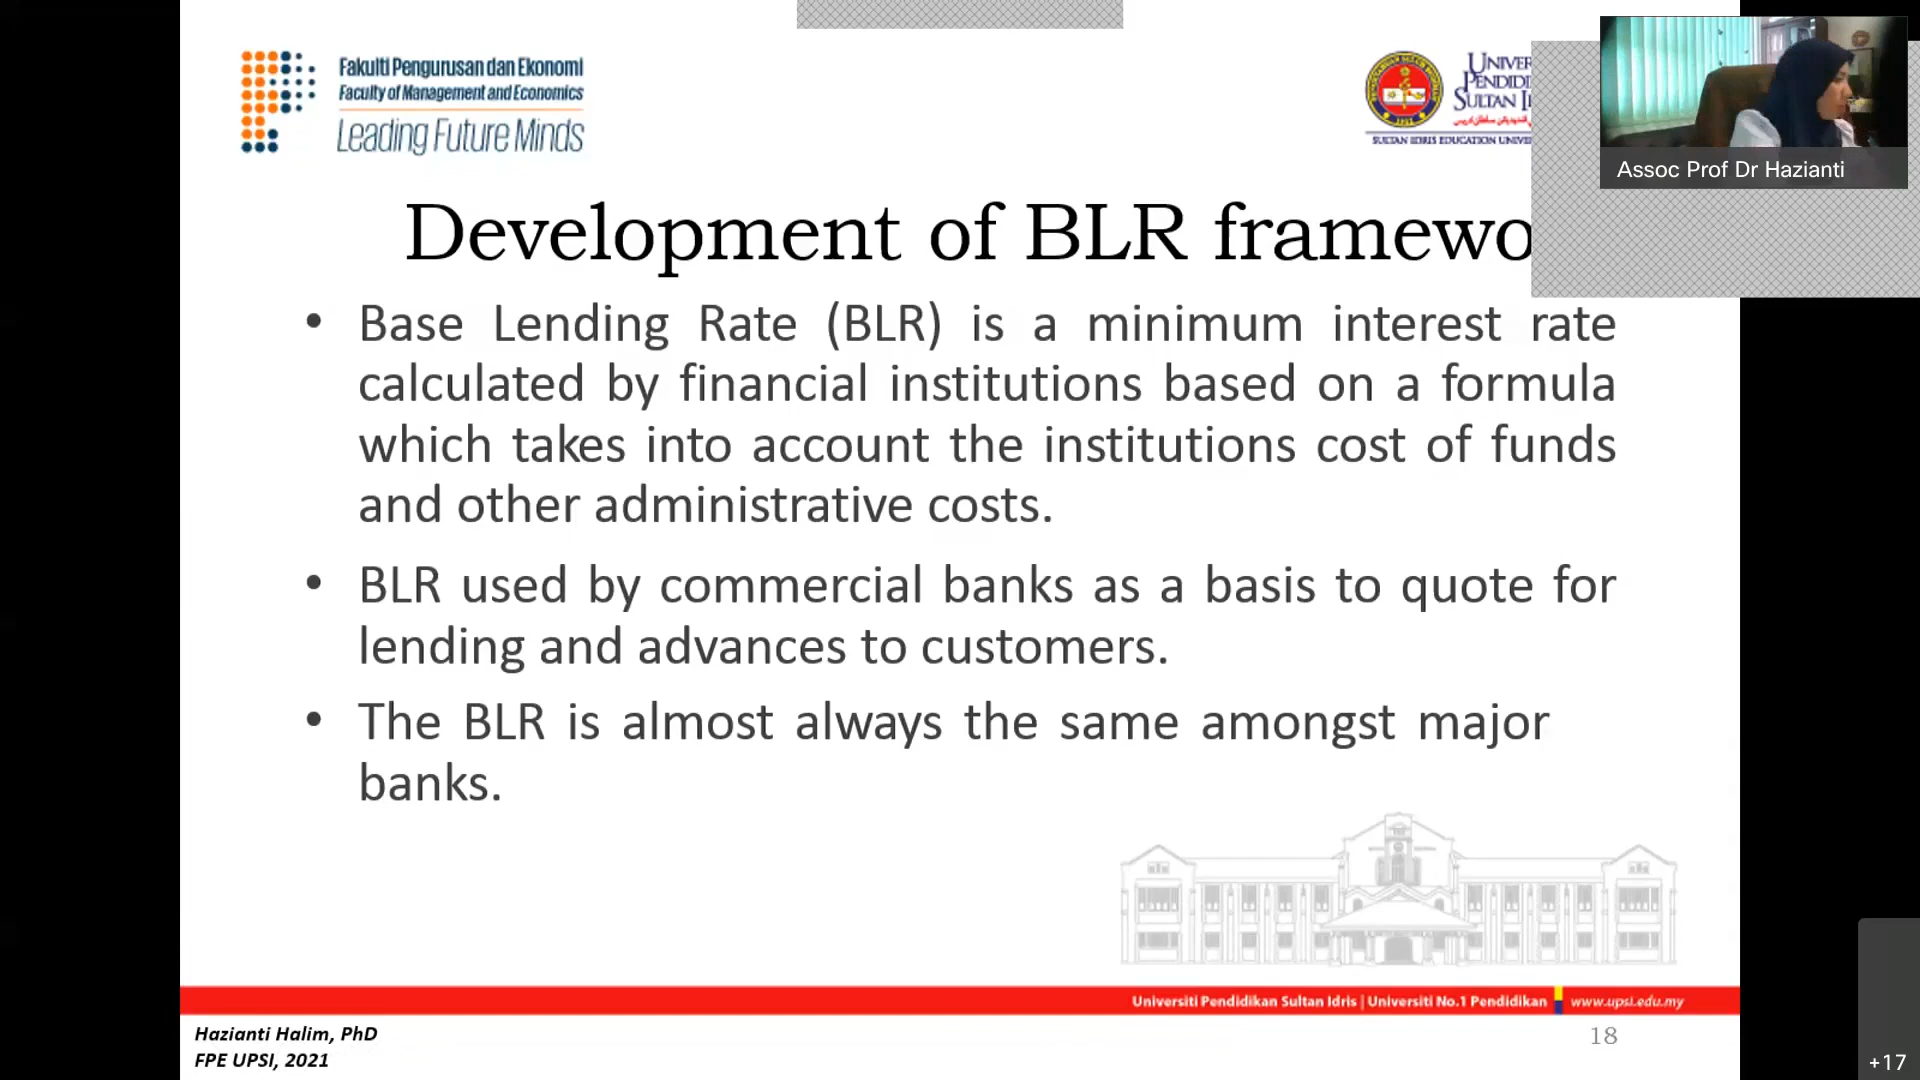 Fakulti Pengurusan dan Ekonomi
Faculty of Management and Economics
Leading Future Minds
SULTAN IDRIS EDUCATION
Assoc Prof Dr Hazianti
Development of BLR
• Base Lending Rate (BLR) is a minimum interest rate
calculated by financial institutions based on a formula
which takes into account the institutions cost of funds
and other administrative costs.
• BLR used by commercial banks as a basis to quote for
lending and advances to customers.
• The BLR is almost always the same amongst major
banks.
Universiti Pendidikan Sultan Idris | Universiti No.1 Pendidikan
www.upsi.edu.my
Hazianti Halim, PhD
FPE UPSI, 2021
18
+17